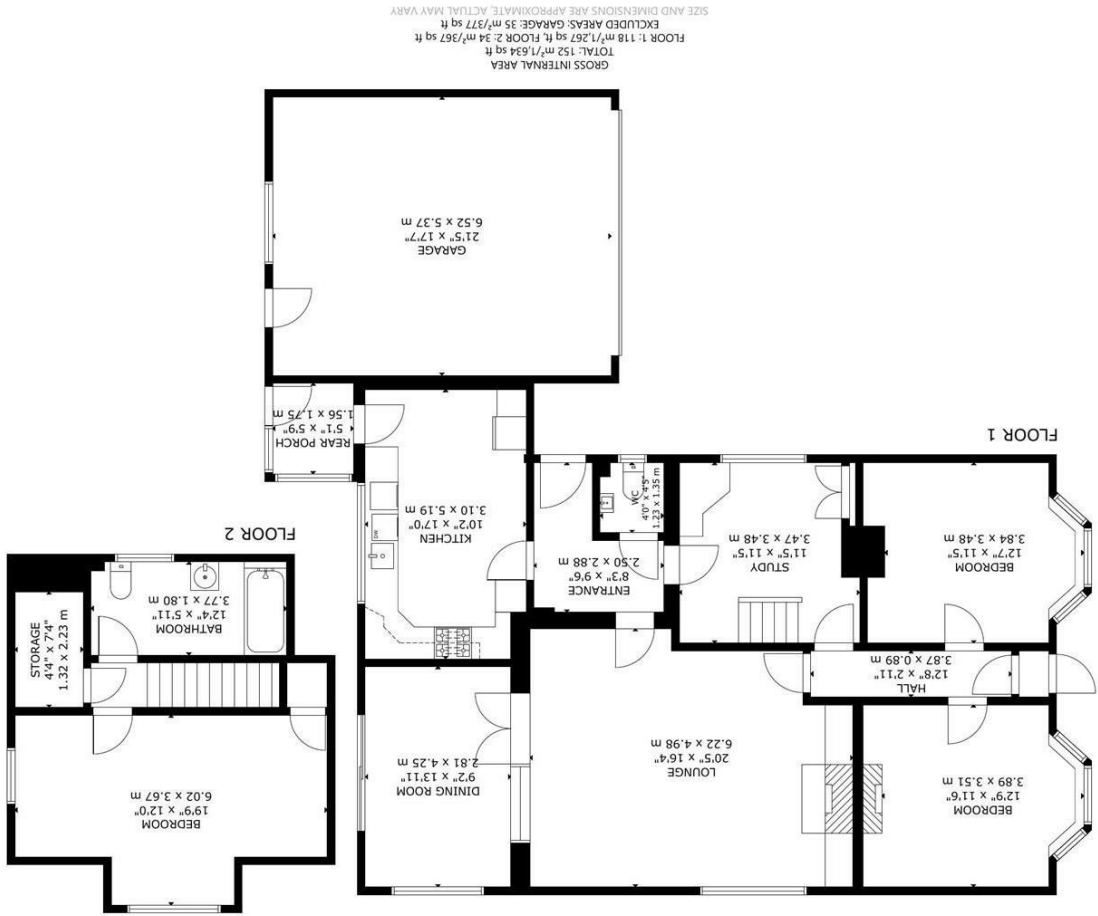 FLOOR 1
BEDROOM
12'9" x 11'6"
3.89 x 3.51 m
LOUNGE
20'5" x 16'4"
6.22 x 4.98 m
DINING ROOM
9'2" x 13'11"
2.81 x 4.25 m
HALL
12'8" x 2'11"
3.87 x 0.89 m
BEDROOM
12'7" x 11'5"
3.84 x 3.48 m
STUDY
11'5" x 11'5"
3.47 x 3.48 m
ENTRANCE
8'3" x 9'6"
2.50 x 2.88 m
WC
4'0" x 4'5"
1.23 x 1.35 m
KITCHEN
10'2" x 17'0"
3.10 x 5.19 m
DW
REAR PORCH
5'1" x 5'9"
1.56 x 1.75 m
GARAGE
21'5" x 17'7"
6.52 x 5.37 m
FLOOR 2
BEDROOM
19'9" x 12'0"
6.02 x 3.67 m
BATHROOM
12'4" x 5'11"
3.77 x 1.80 m
STORAGE
4'4" x 7'4"
1.32 x 2.23 m
GROSS INTERNAL AREA
TOTAL: 152 m²/1,634 sq ft
FLOOR 1: 118 m²/1,267 sq ft, FLOOR 2: 34 m²/367 sq ft
EXCLUDED AREAS: GARAGE: 35 m²/377 sq ft
SIZE AND DIMENSIONS ARE APPROXIMATE, ACTUAL MAY VARY